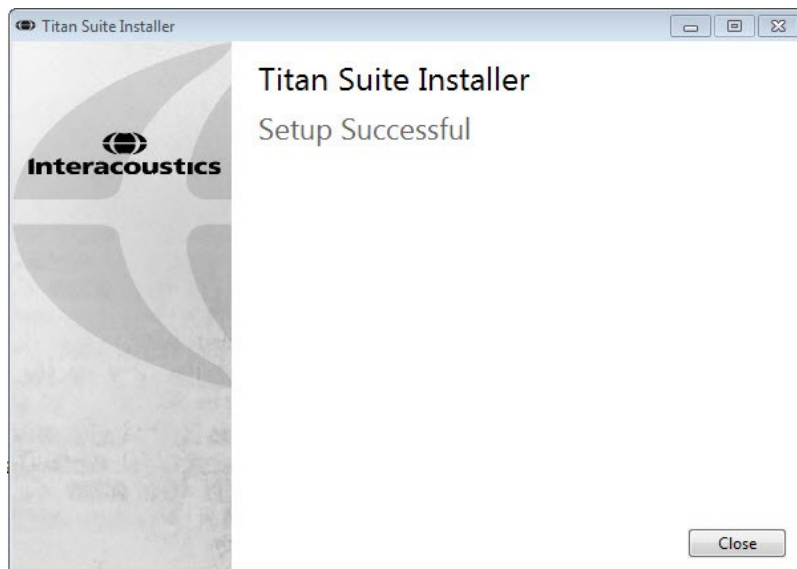 Titan Suite Installer
Titan Suite Installer
Setup Successful
Interacoustics
Close